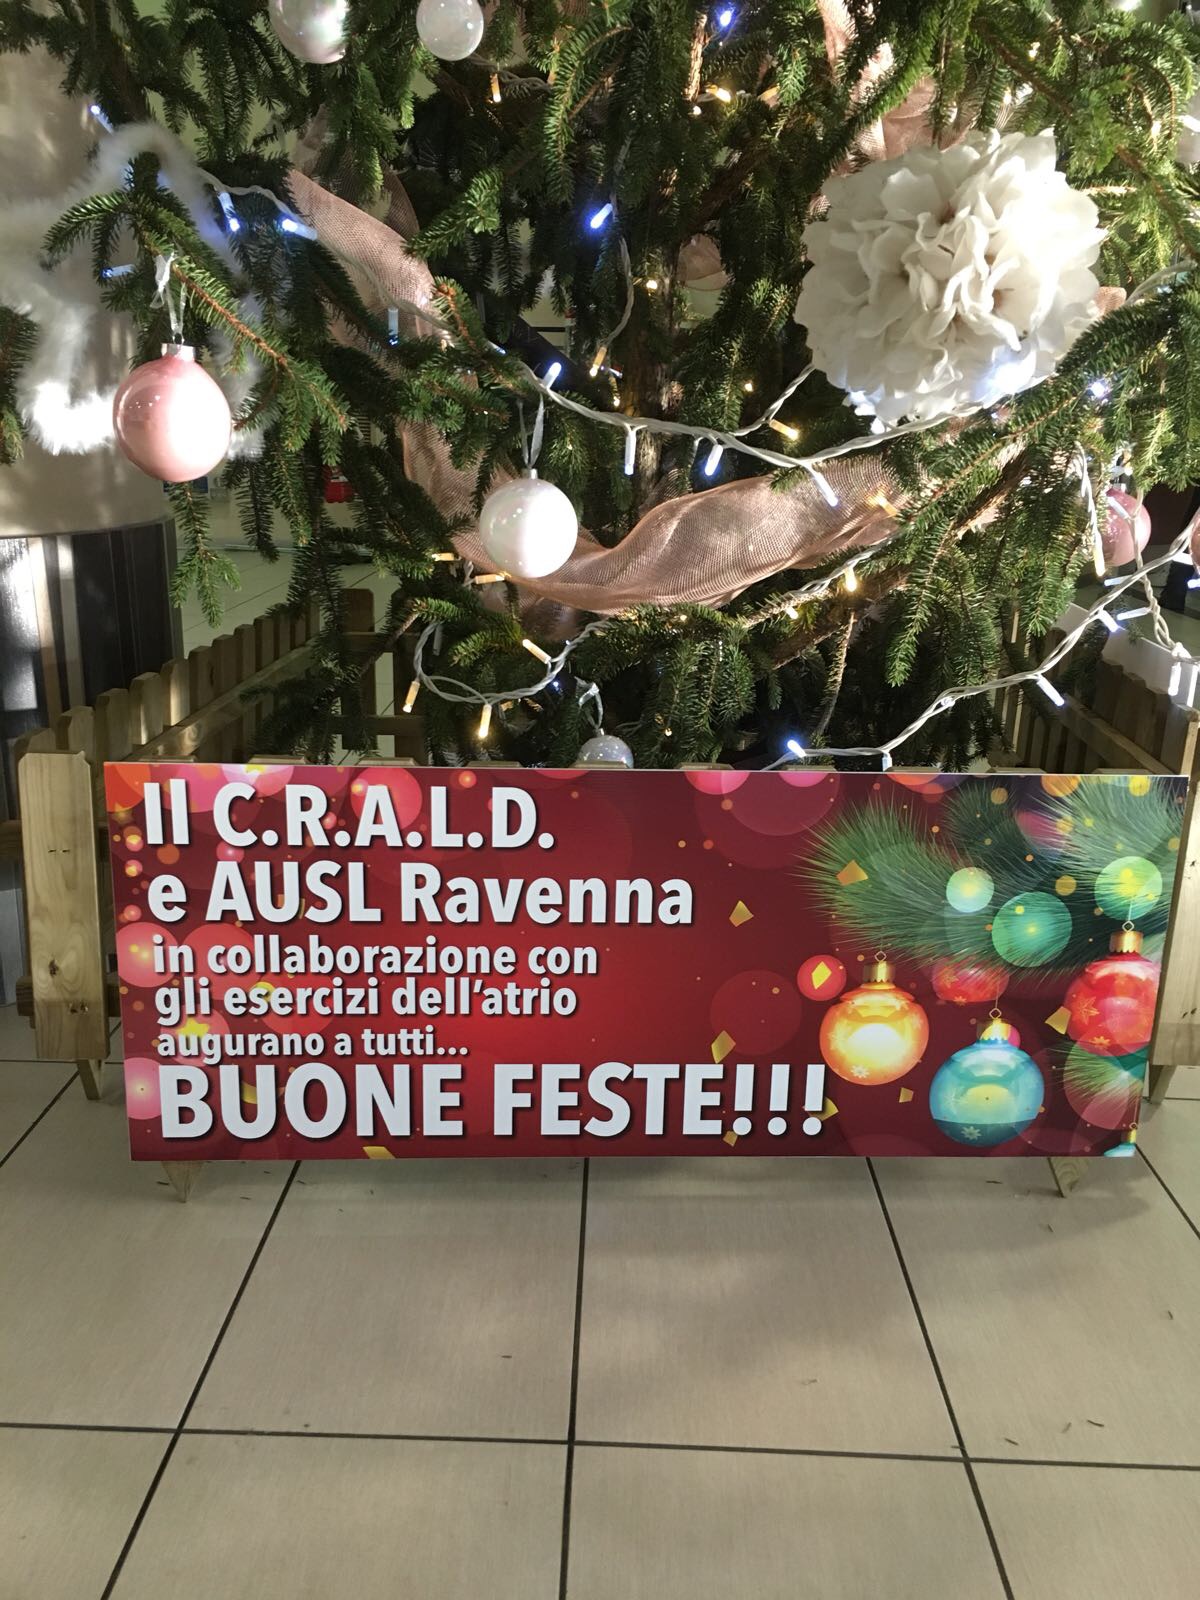 Il C.R.A.L.D.
e AUSL Ravenna
in collaborazione con
gli esercizi dell'atrio
augurano a tutti...
BUONE FESTE!!!